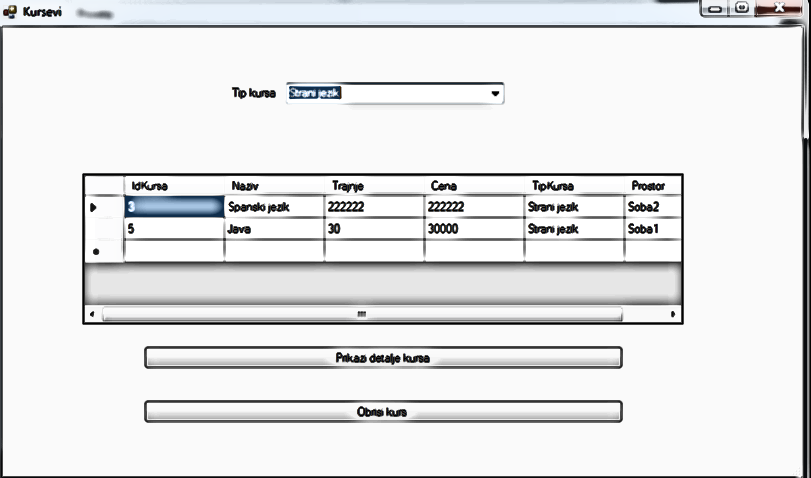 Kursevi
Tip kursa Strani jezik
IdKursa Naziv Trajnje Cena TipKursa Prostor
3 Spanski jezik 222222 222222 Strani jezik Soba2
5 Java 30 30000 Strani jezik Soba1
Prikazi detalje kursa
Obrisi kurs